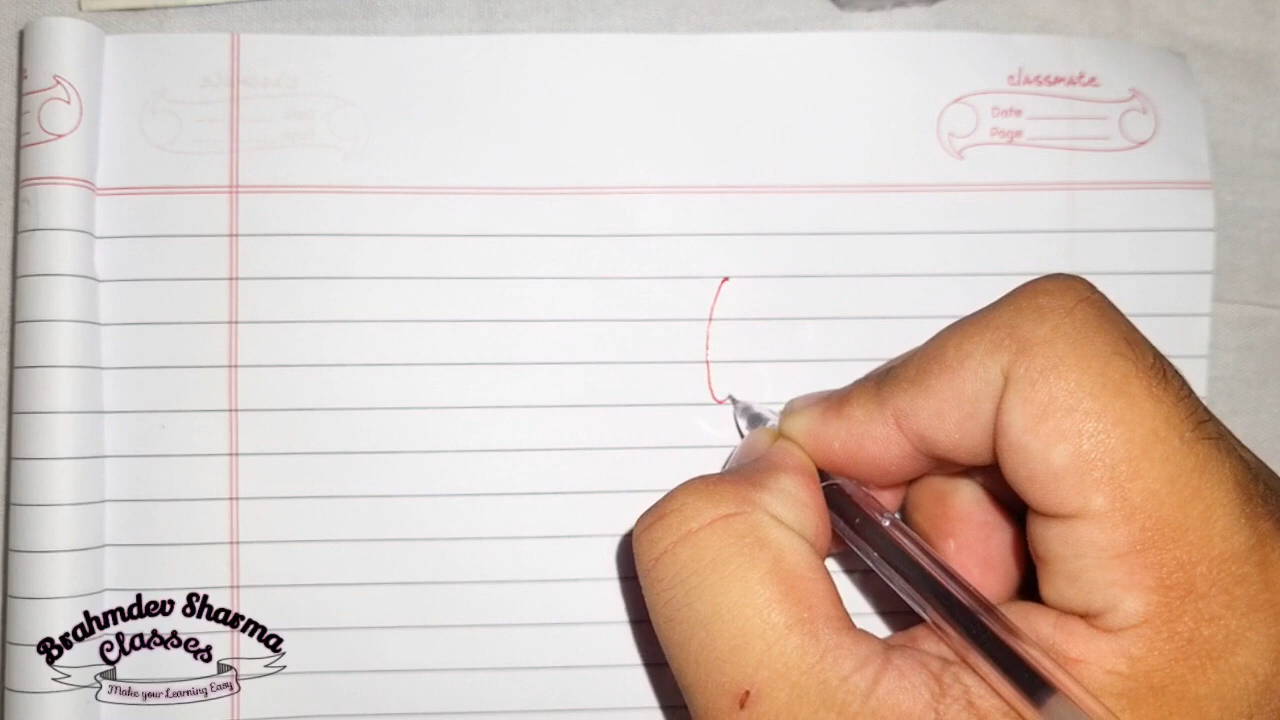 classmate
Date
Page
Brahmdev Sharma
Classes
Make your Learning Easy